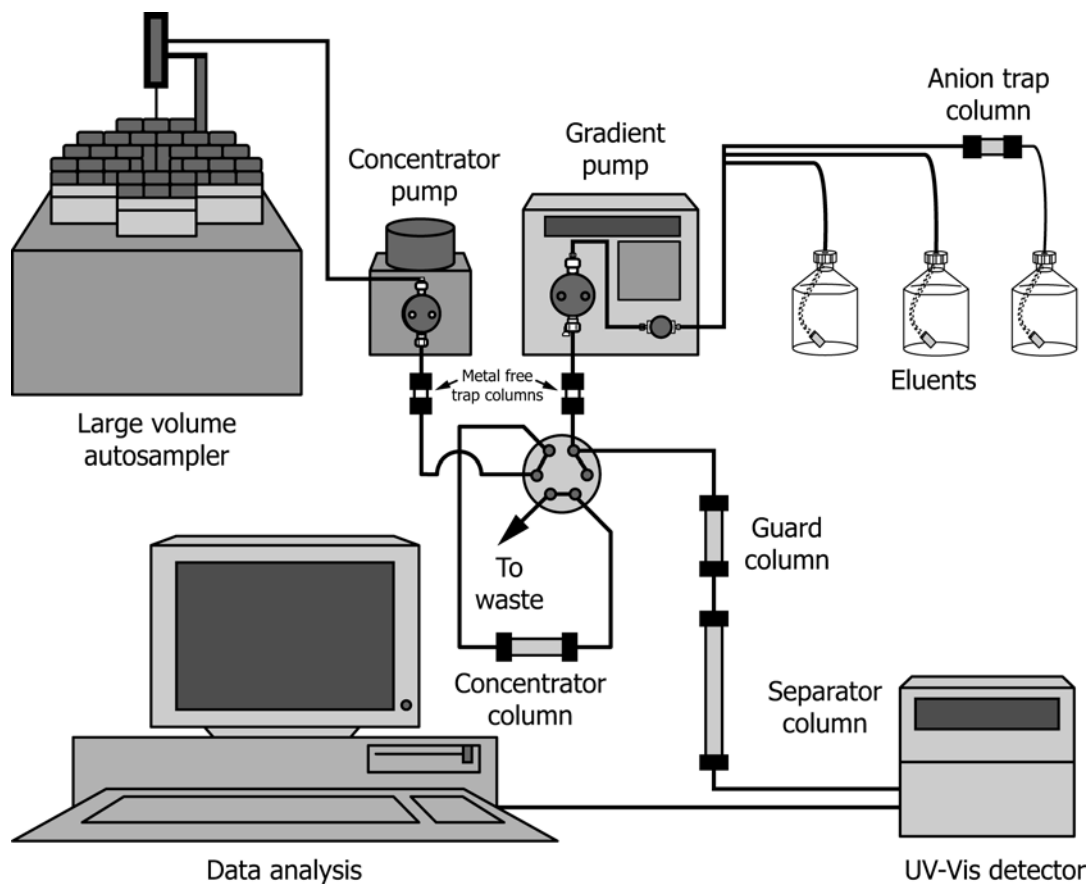 Anion trap
column
Gradient
pump
Concentrator
pump
Metal free
trap columns
Eluents
Large volume
autosampler
Guard
column
To
waste
Concentrator
column
Separator
column
Data analysis
UV-Vis detector